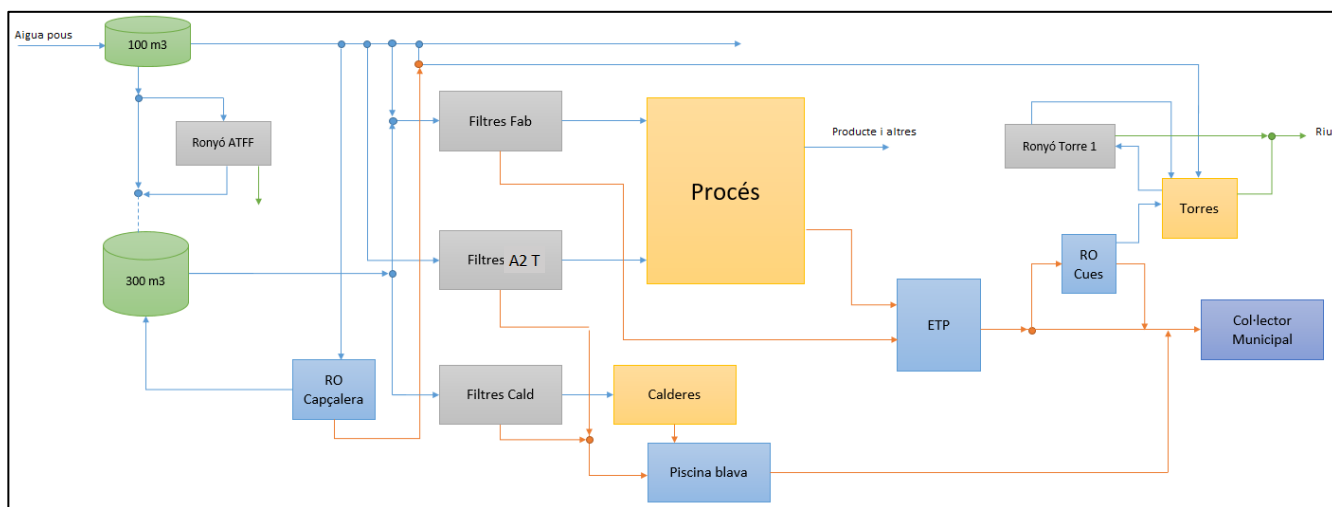 Aigua pous
100 m3
Ronyó ATFF
300 m3
RO
Capçalera
Filtres Fab
Filtres A2 T
Filtres Cald
Procés
Producte i altres
Calderes
Piscina blava
ETP
Ronyó Torre 1
Riu
Torres
RO
Cues
Col·lector
Municipal